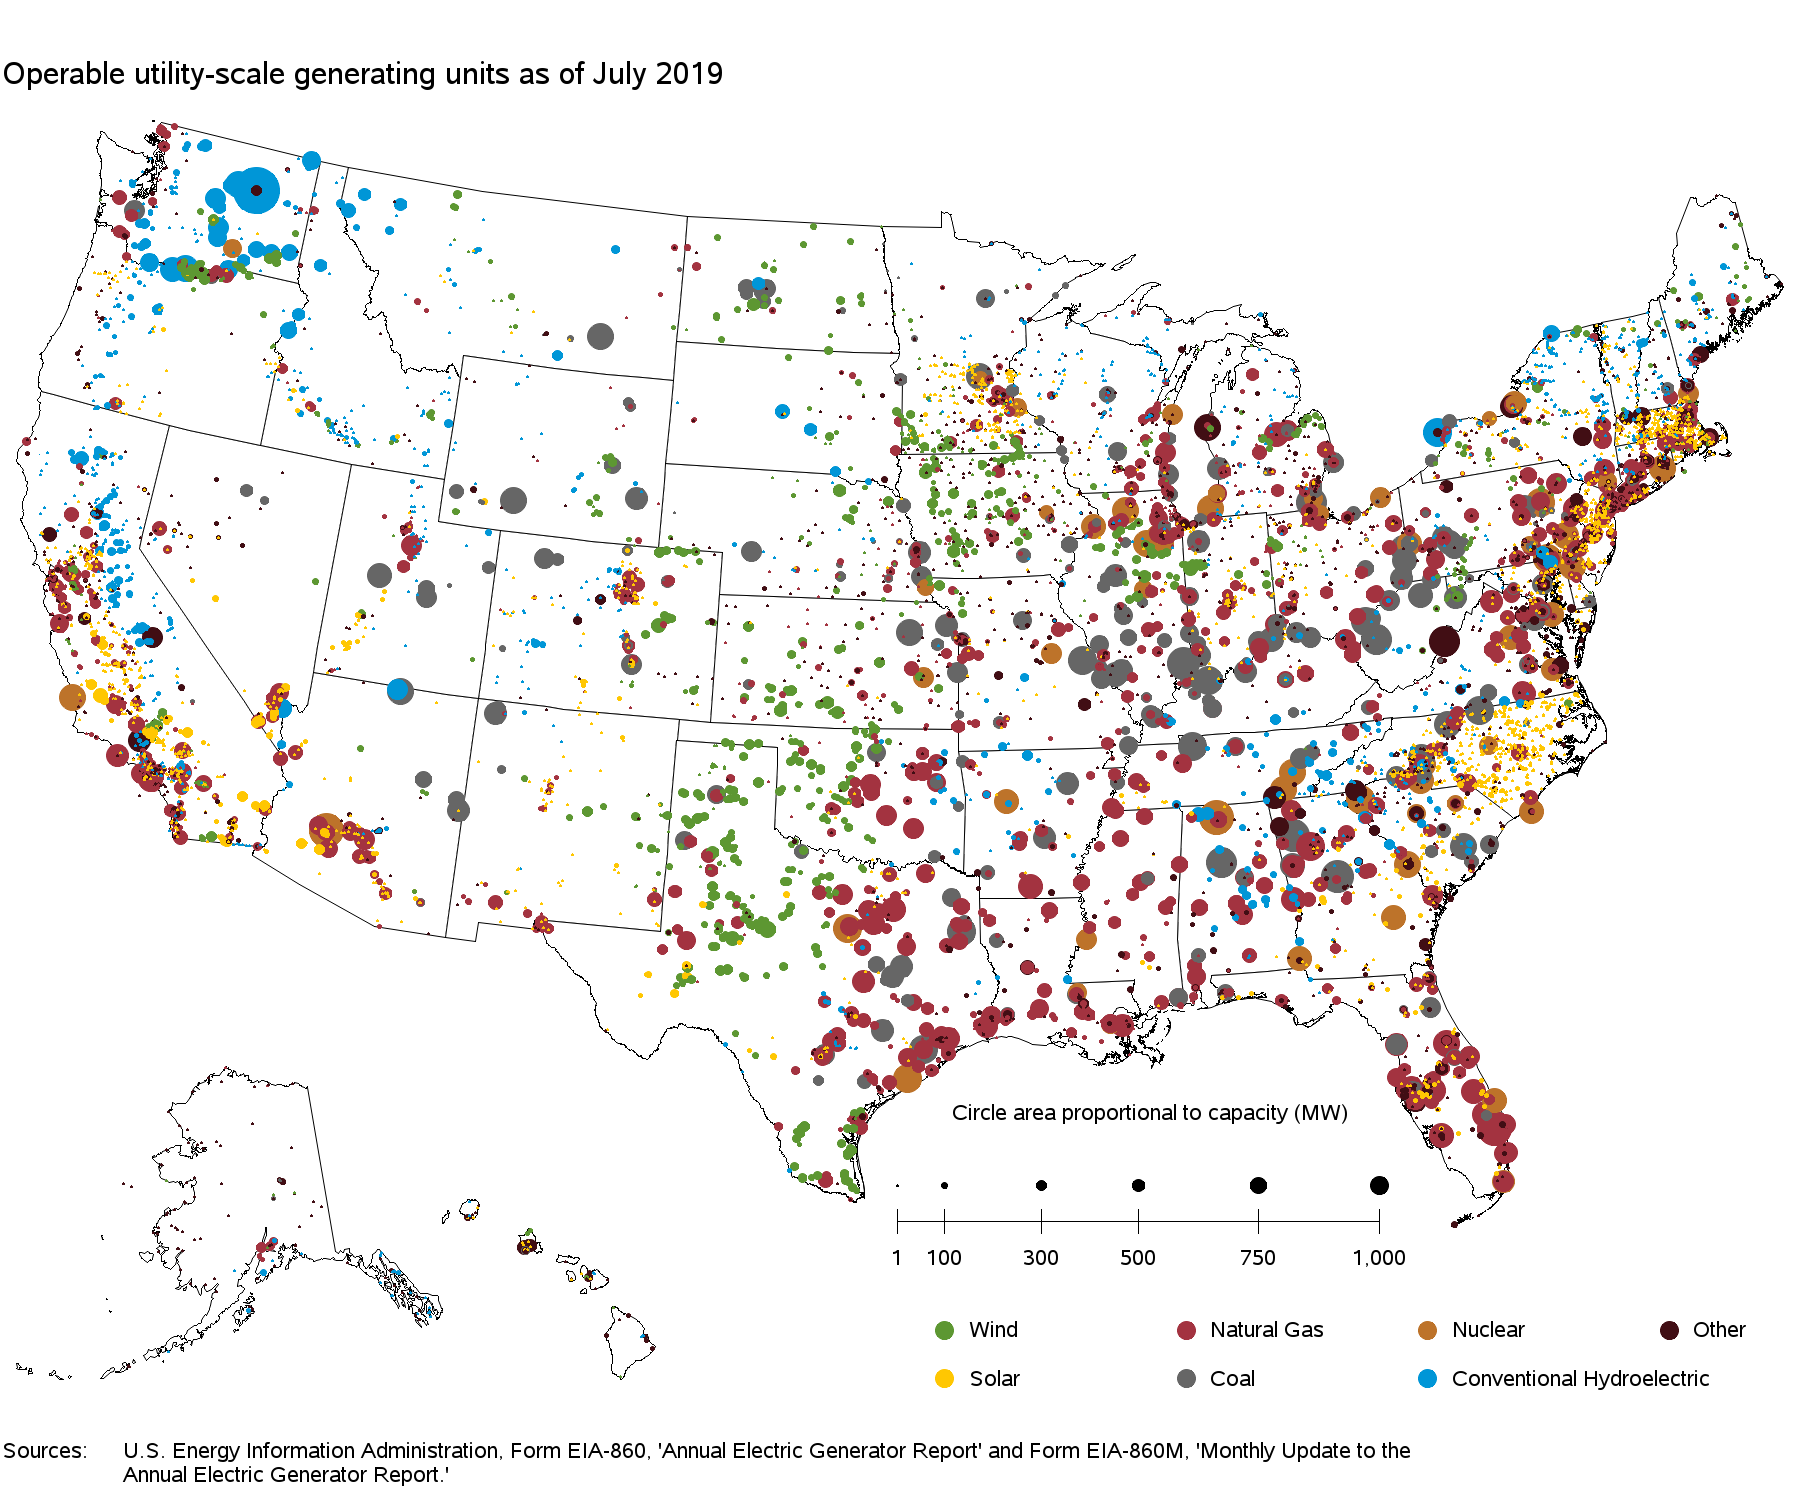 Operable utility-scale generating units as of July 2019
Circle area proportional to capacity (MW)
1 100 300 500 750 1,000
Wind Natural Gas Nuclear Other
Solar Coal Conventional Hydroelectric
Sources: U.S. Energy Information Administration, Form EIA-860, 'Annual Electric Generator Report' and Form EIA-860M, 'Monthly Update to the
Annual Electric Generator Report.'